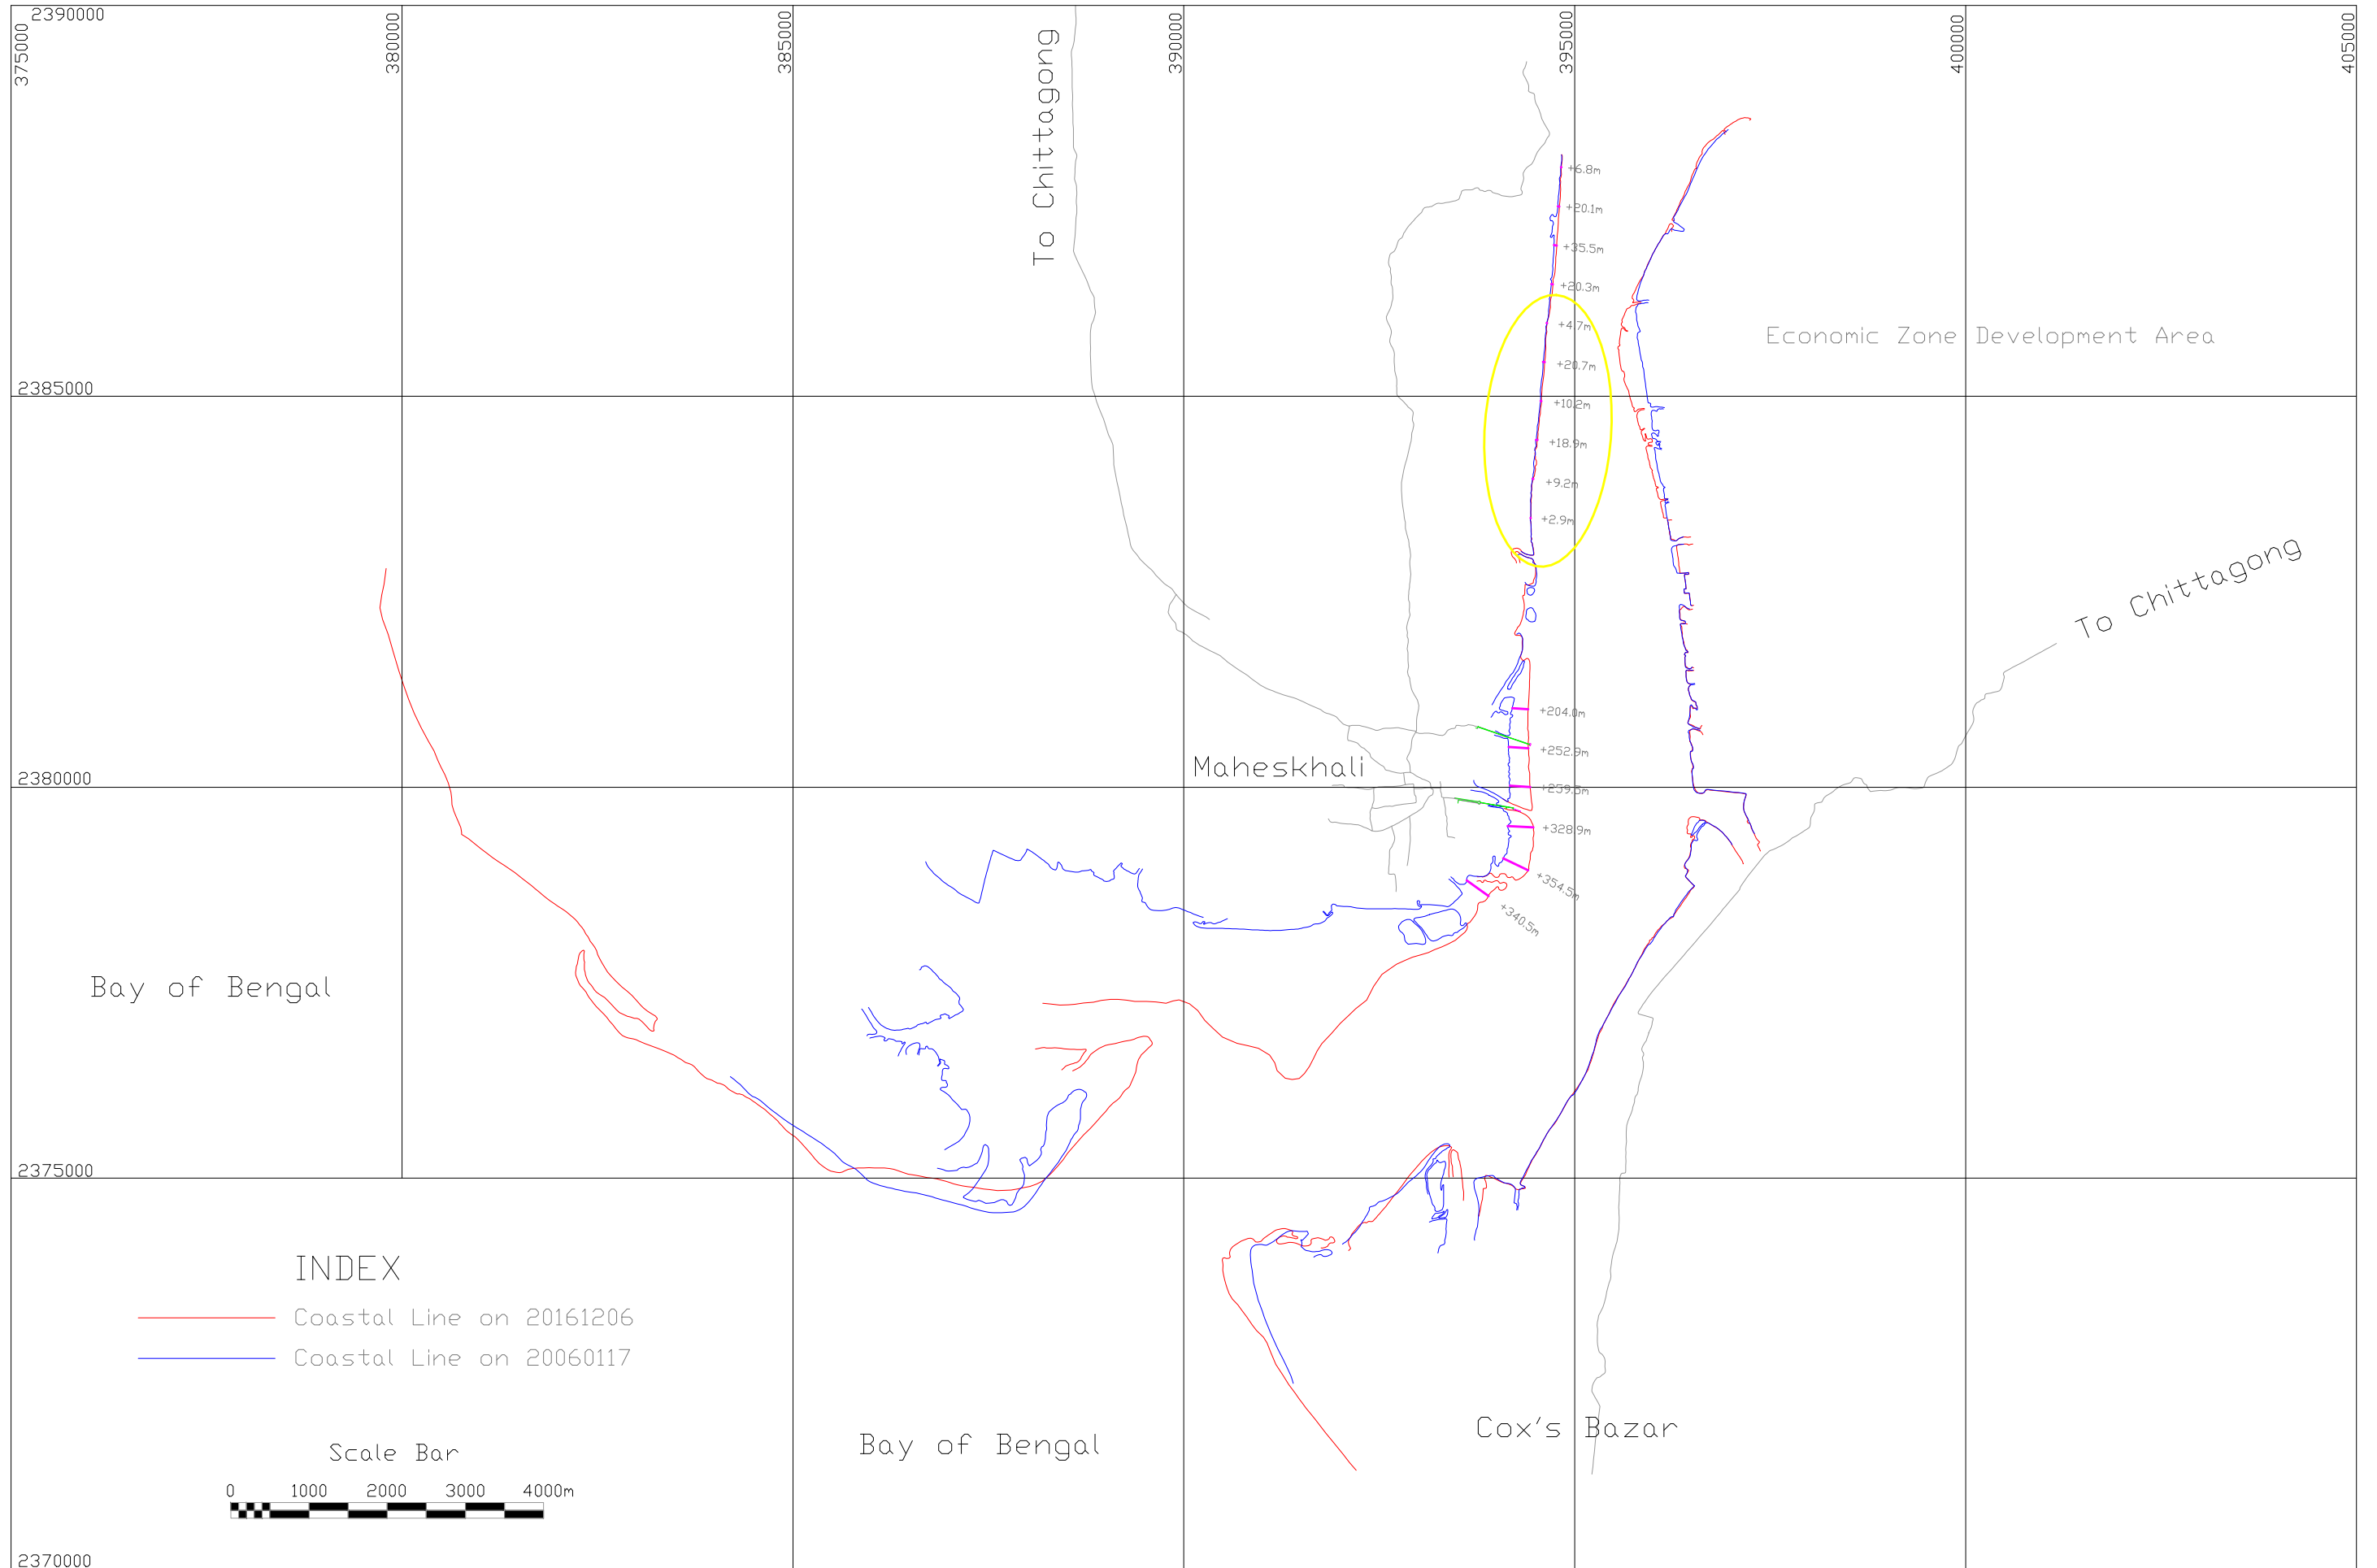 2390000
375000
380000
385000
390000
395000
400000
405000
To Chittagong
+6.8m
+20.1m
+35.5m
+20.3m
+4.7m
Economic Zone Development Area
+20.7m
2385000
+10.2m
+18.9m
+9.2m
+2.9m
To Chittagong
+204.0m
+252.9m
Maheskhali
2380000
+259.5m
+328.9m
+354.5m
+340.5m
Bay of Bengal
2375000
INDEX
Coastal Line on 20161206
Coastal Line on 20060117
Cox's Bazar
Bay of Bengal
Scale Bar
0 1000 2000 3000 4000m
2370000